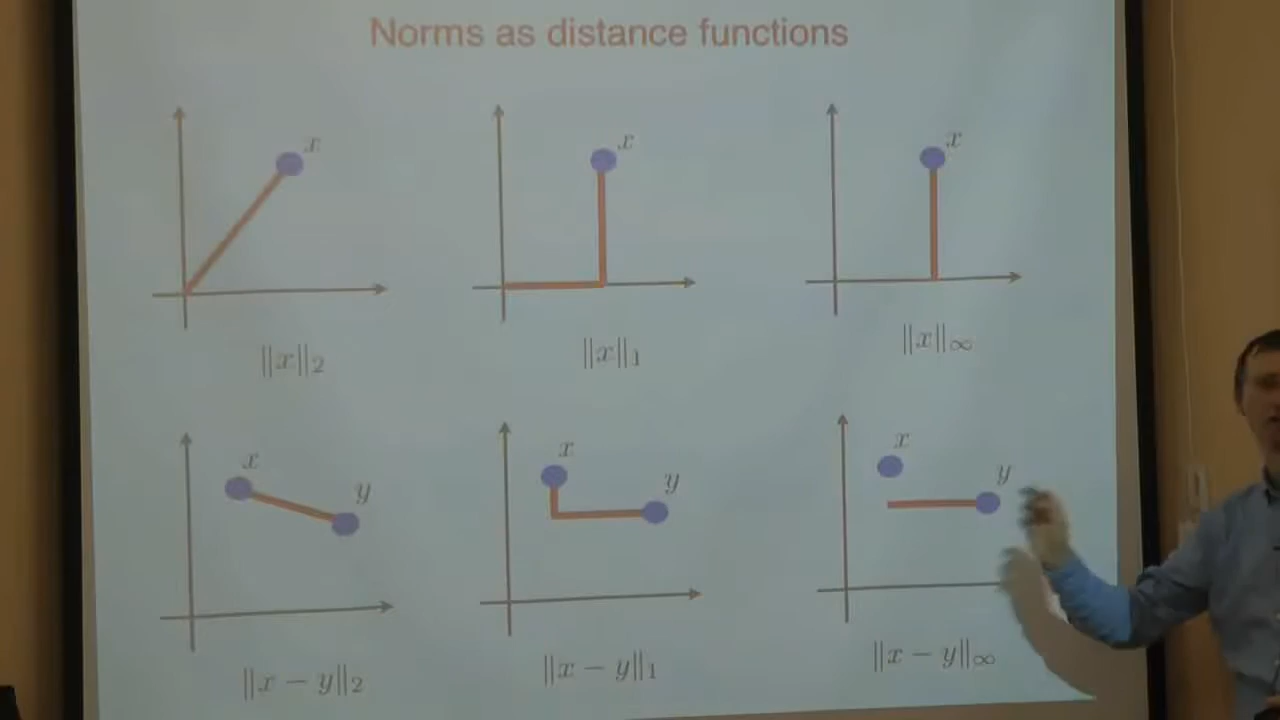 Norms as distance functions
x
x
x
‖x‖₂
‖x‖₁
‖x‖∞
x
y
x
y
x
y
‖x − y‖₂
‖x − y‖₁
‖x − y‖∞